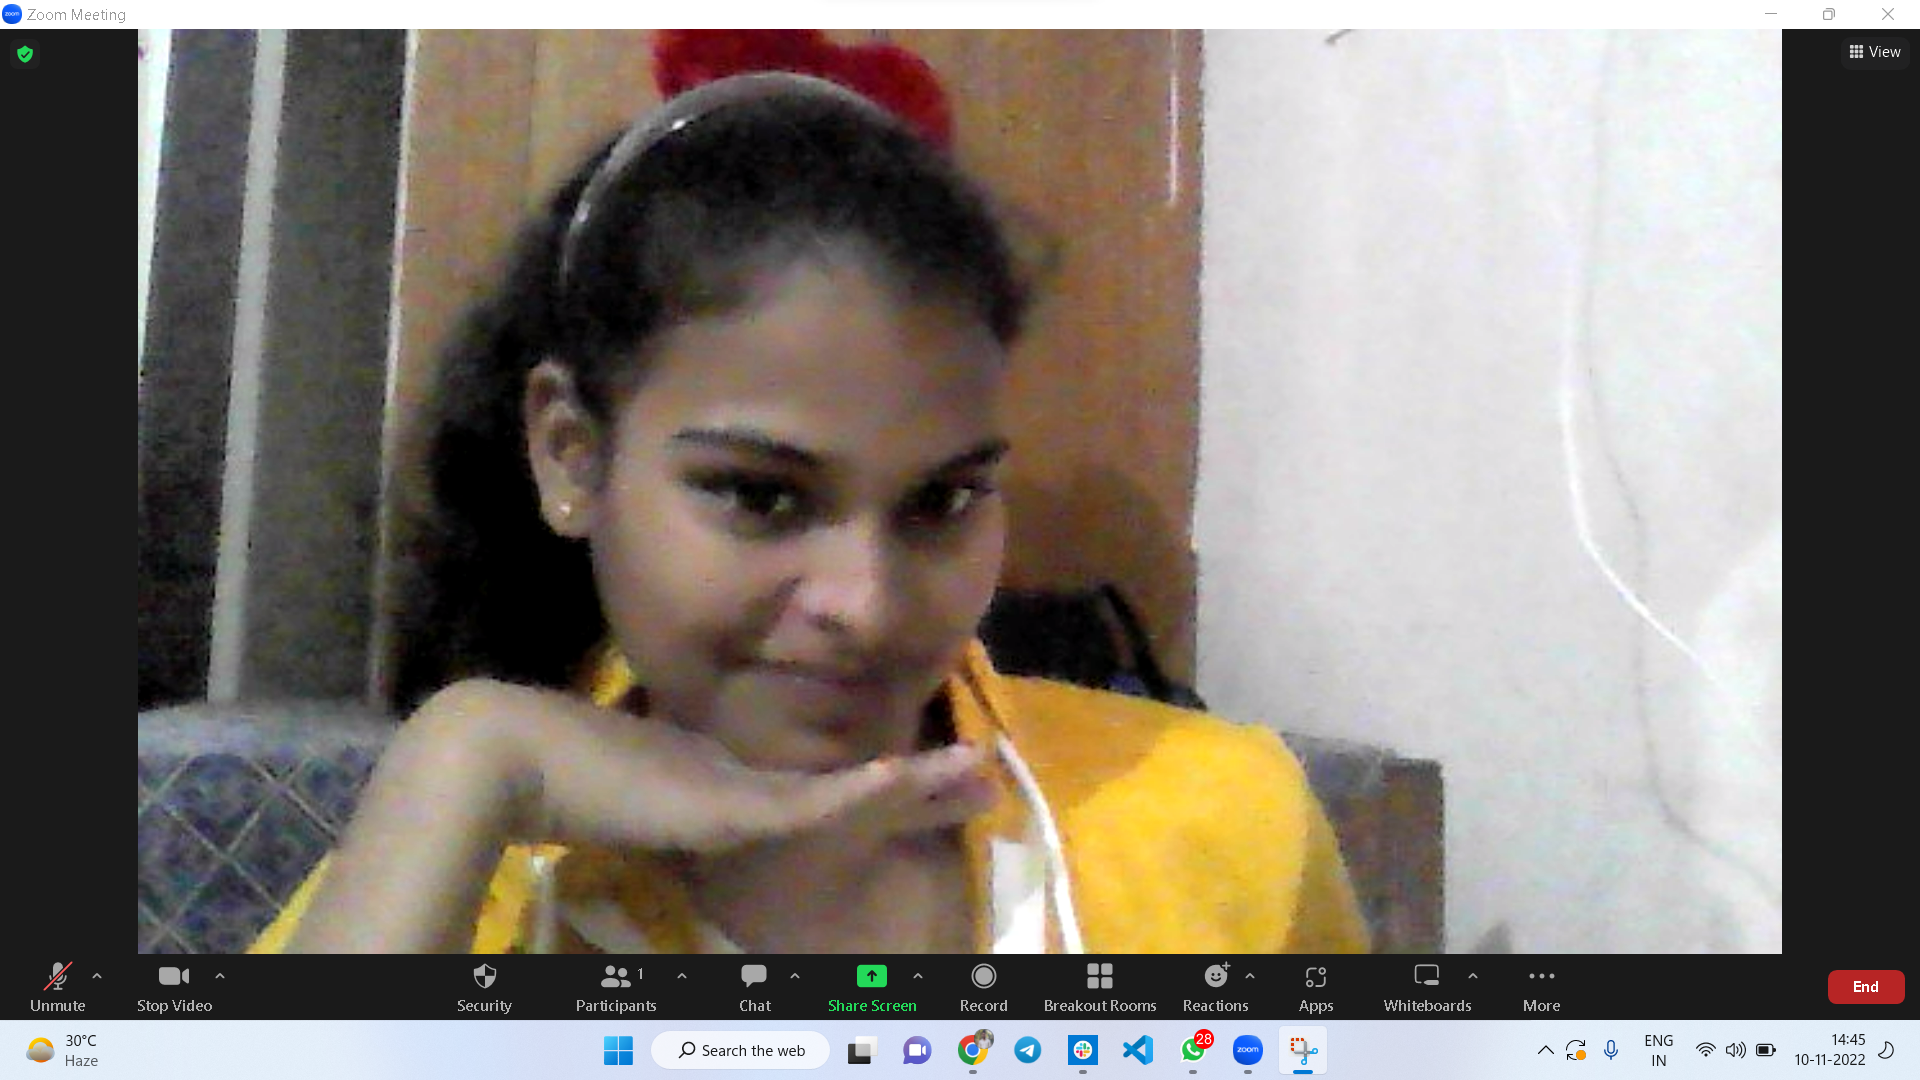 Zoom Meeting
View
Unmute
Stop Video
Security
Participants 1
Chat
Share Screen
Record
Breakout Rooms
Reactions
Apps
Whiteboards
More
End
30°C
Haze
Search the web
28
zoom
ENG
IN
14:45
10-11-2022